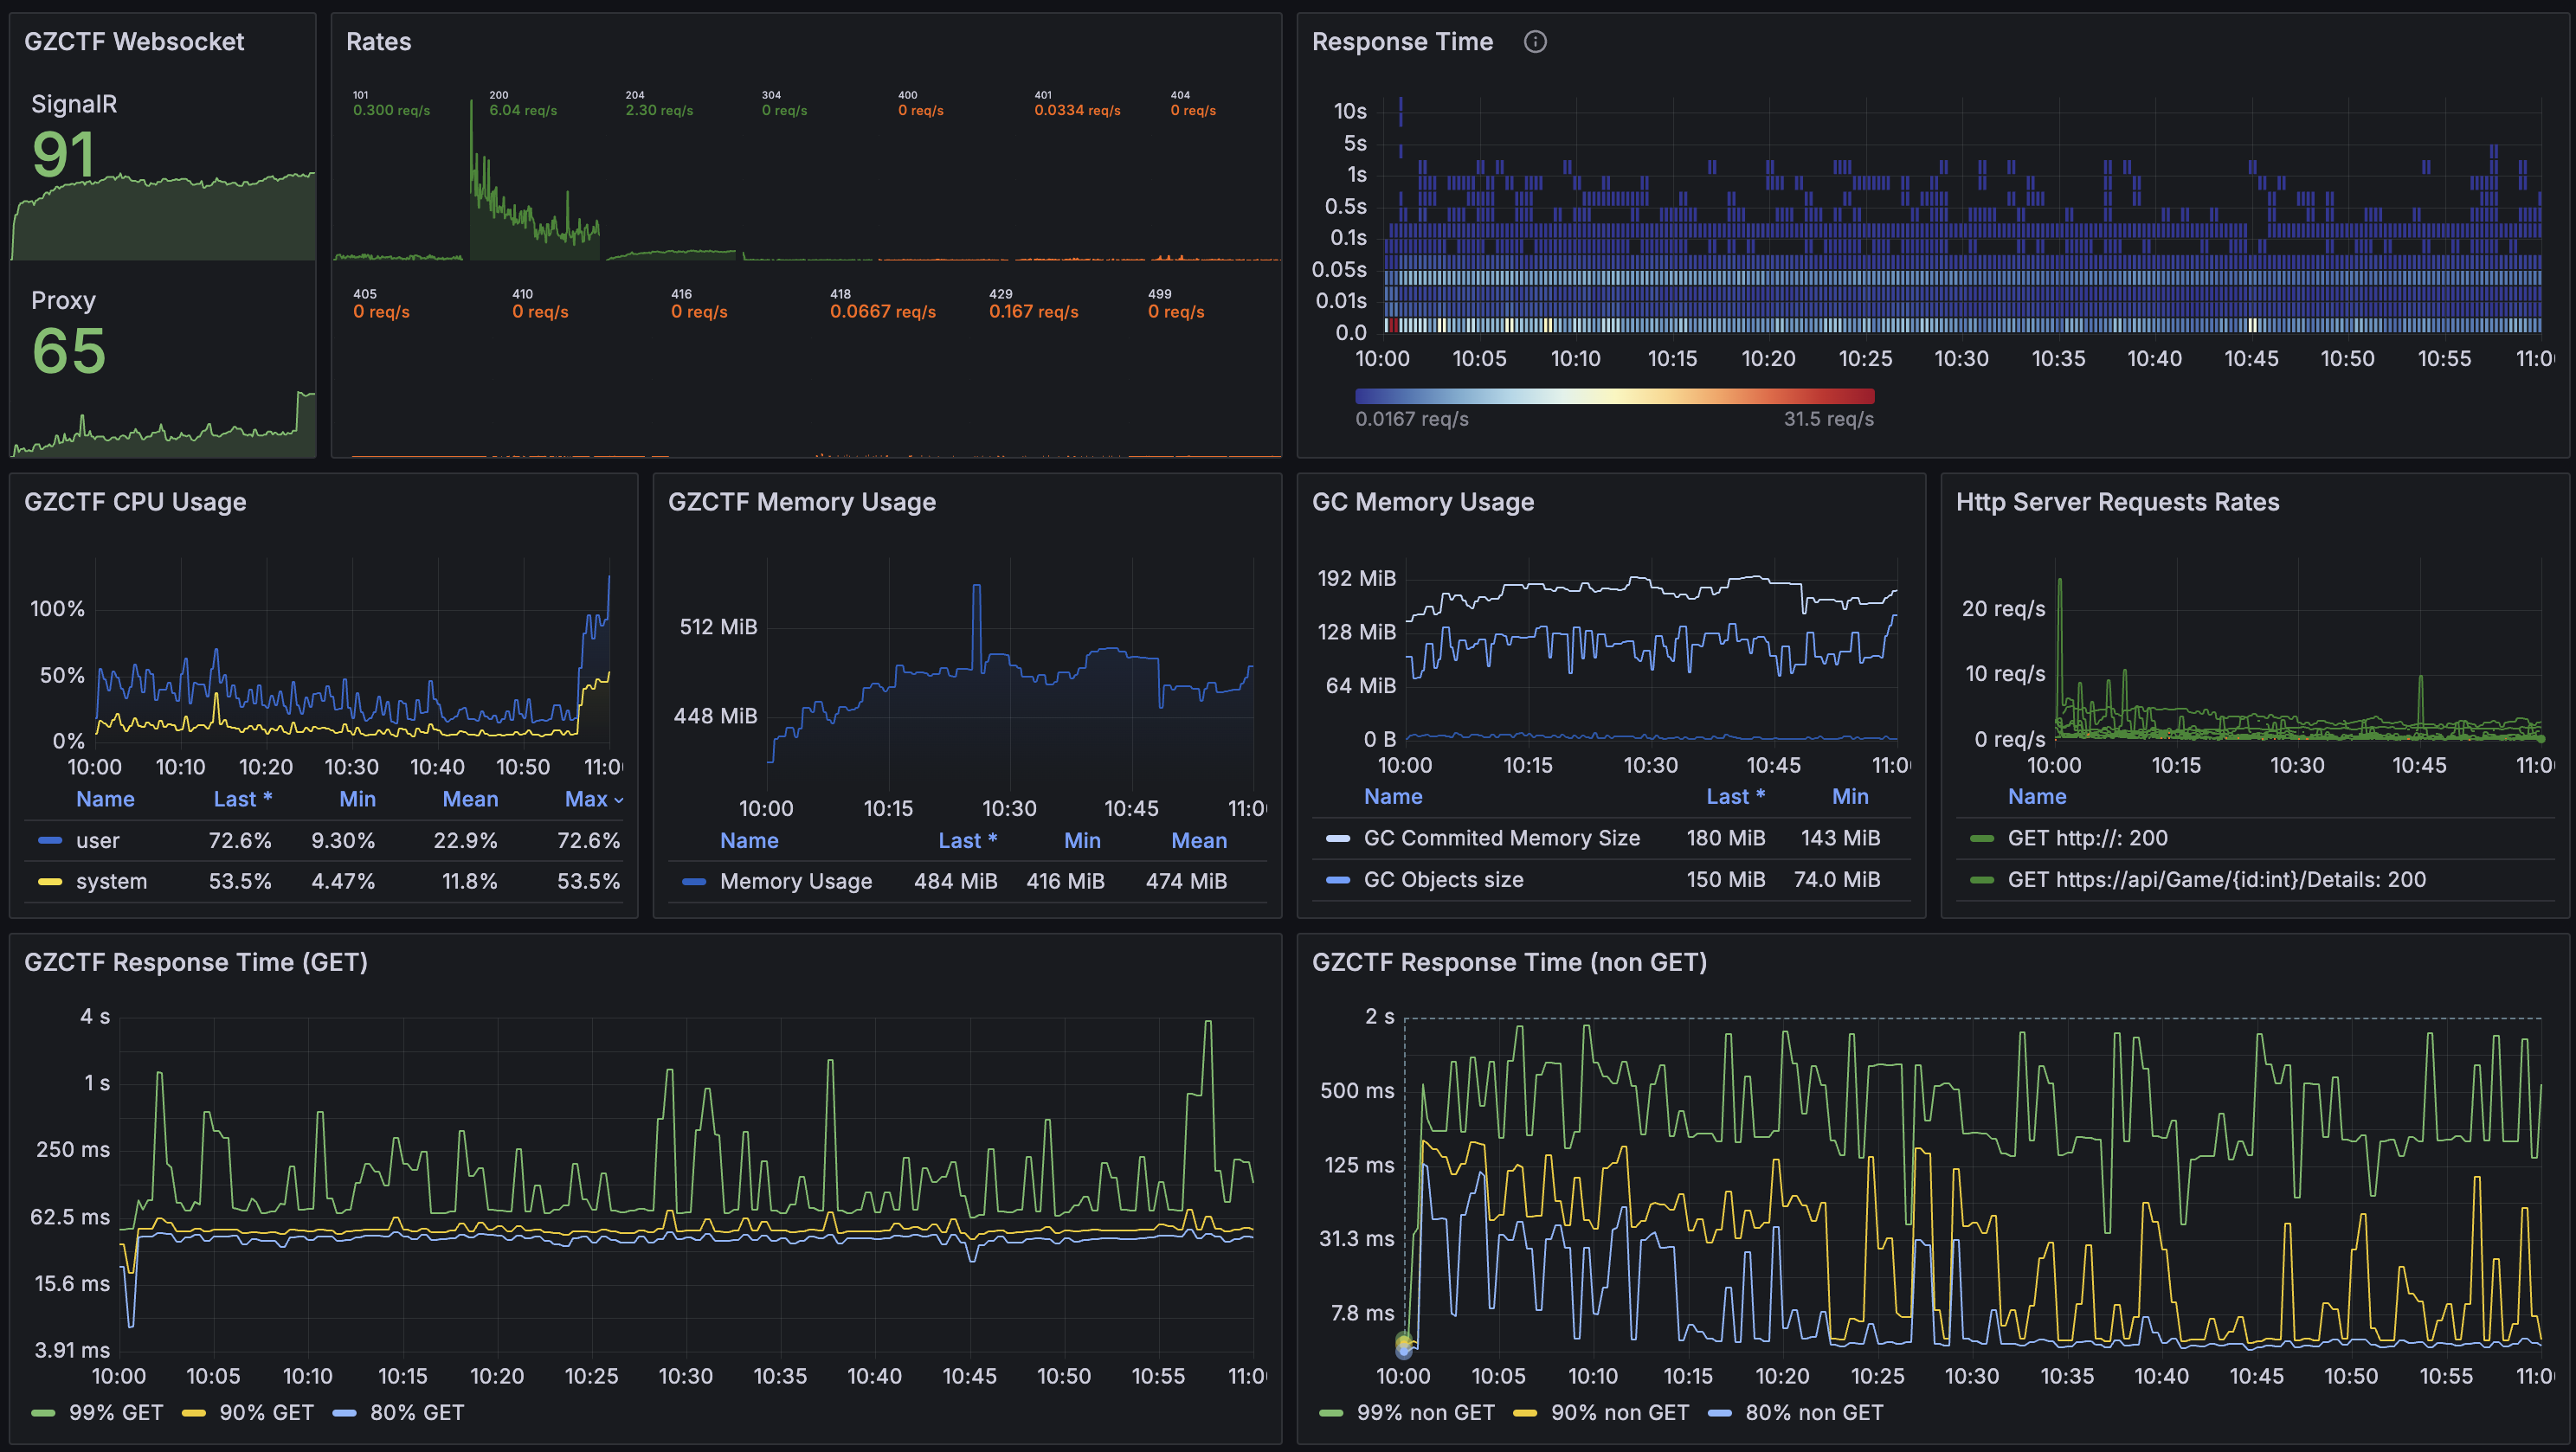 GZCTF Websocket
SignalR
91
Proxy
65
Rates
101 200 204 304 400 401 404
0.300 req/s 6.04 req/s 2.30 req/s 0 req/s 0 req/s 0.0334 req/s 0 req/s
405 410 416 418 429 499
0 req/s 0 req/s 0 req/s 0.0667 req/s 0.167 req/s 0 req/s
Response Time
10s
5s
1s
0.5s
0.1s
0.05s
0.01s
0.0
10:00 10:05 10:10 10:15 10:20 10:25 10:30 10:35 10:40 10:45 10:50 10:55 11:0
0.0167 req/s 31.5 req/s
GZCTF CPU Usage
100%
50%
0%
10:00 10:10 10:20 10:30 10:40 10:50 11:0
Name Last * Min Mean Max
user 72.6% 9.30% 22.9% 72.6%
system 53.5% 4.47% 11.8% 53.5%
GZCTF Memory Usage
512 MiB
448 MiB
10:00 10:15 10:30 10:45 11:0
Name Last * Min Mean
Memory Usage 484 MiB 416 MiB 474 MiB
GC Memory Usage
192 MiB
128 MiB
64 MiB
0 B
10:00 10:15 10:30 10:45 11:0
Name Last * Min
GC Commited Memory Size 180 MiB 143 MiB
GC Objects size 150 MiB 74.0 MiB
Http Server Requests Rates
20 req/s
10 req/s
0 req/s
10:00 10:15 10:30 10:45 11:0
Name
GET http://: 200
GET https://api/Game/{id:int}/Details: 200
GZCTF Response Time (GET)
4 s
1 s
250 ms
62.5 ms
15.6 ms
3.91 ms
10:00 10:05 10:10 10:15 10:20 10:25 10:30 10:35 10:40 10:45 10:50 10:55 11:0
99% GET 90% GET 80% GET
GZCTF Response Time (non GET)
2 s
500 ms
125 ms
31.3 ms
7.8 ms
10:00 10:05 10:10 10:15 10:20 10:25 10:30 10:35 10:40 10:45 10:50 10:55 11:0
99% non GET 90% non GET 80% non GET